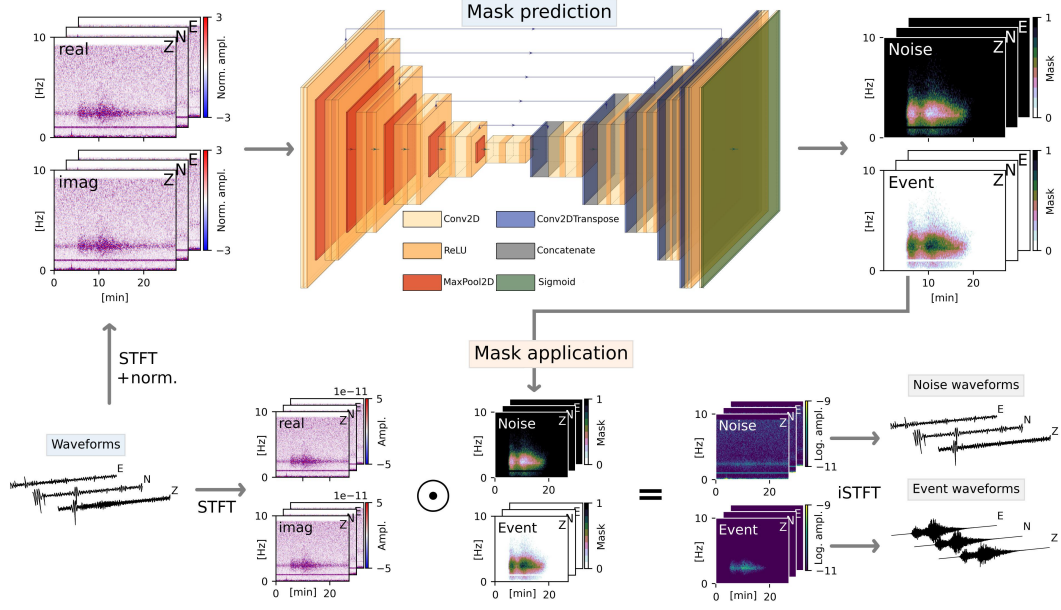 Mask prediction
real
Z
N
E
10
0
[Hz]
3
−3
Norm. ampl.
imag
Z
N
E
10
0
[Hz]
0
20
[min]
3
−3
Norm. ampl.
Conv2D
Conv2DTranspose
ReLU
Concatenate
MaxPool2D
Sigmoid
Noise
Z
N
E
10
0
[Hz]
1
0
Mask
Event
Z
N
E
10
0
[Hz]
10
20
[min]
1
0
Mask
STFT
+norm.
Mask application
Waveforms
E
N
Z
STFT
1e−11
real
Z
N
E
10
0
[Hz]
5
−5
Ampl.
1e−11
imag
Z
N
E
10
0
[Hz]
0
20
[min]
5
−5
Ampl.
Noise
Z
N
E
10
0
[Hz]
0
10
20
1
0
Mask
Event
Z
N
E
10
0
[Hz]
0
10
20
[min]
1
0
Mask
=
Noise
Z
N
E
10
0
[Hz]
0
20
−9
−11
Log. ampl.
Event
10
0
[Hz]
0
20
[min]
−9
−11
Log. ampl.
iSTFT
Noise waveforms
E
N
Z
Event waveforms
E
N
Z